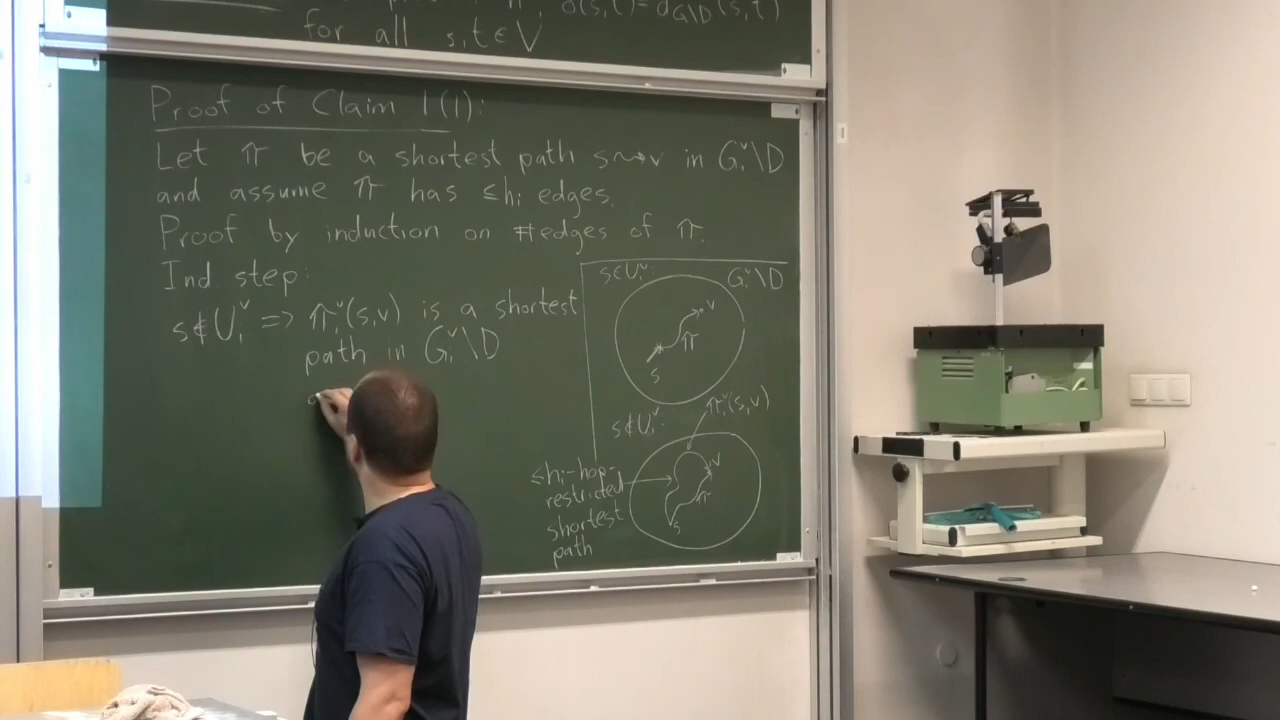 δ(s,t)=d_{G\D}(s,t)
for all s,t∈V
Proof of Claim 1(1):
Let π be a shortest path s⇝v in G_i^v\D
and assume π has ≤h_i edges.
Proof by induction on #edges of π.
Ind. step:
s∉U_i^v => π_i^v(s,v) is a shortest
path in G_i^v\D
s∈U_i^v:
G_i^v\D
v
π
s
s∉U_i^v:
π_i^v(s,v)
≤h_i-hop-
restricted
shortest
path
v
π
s